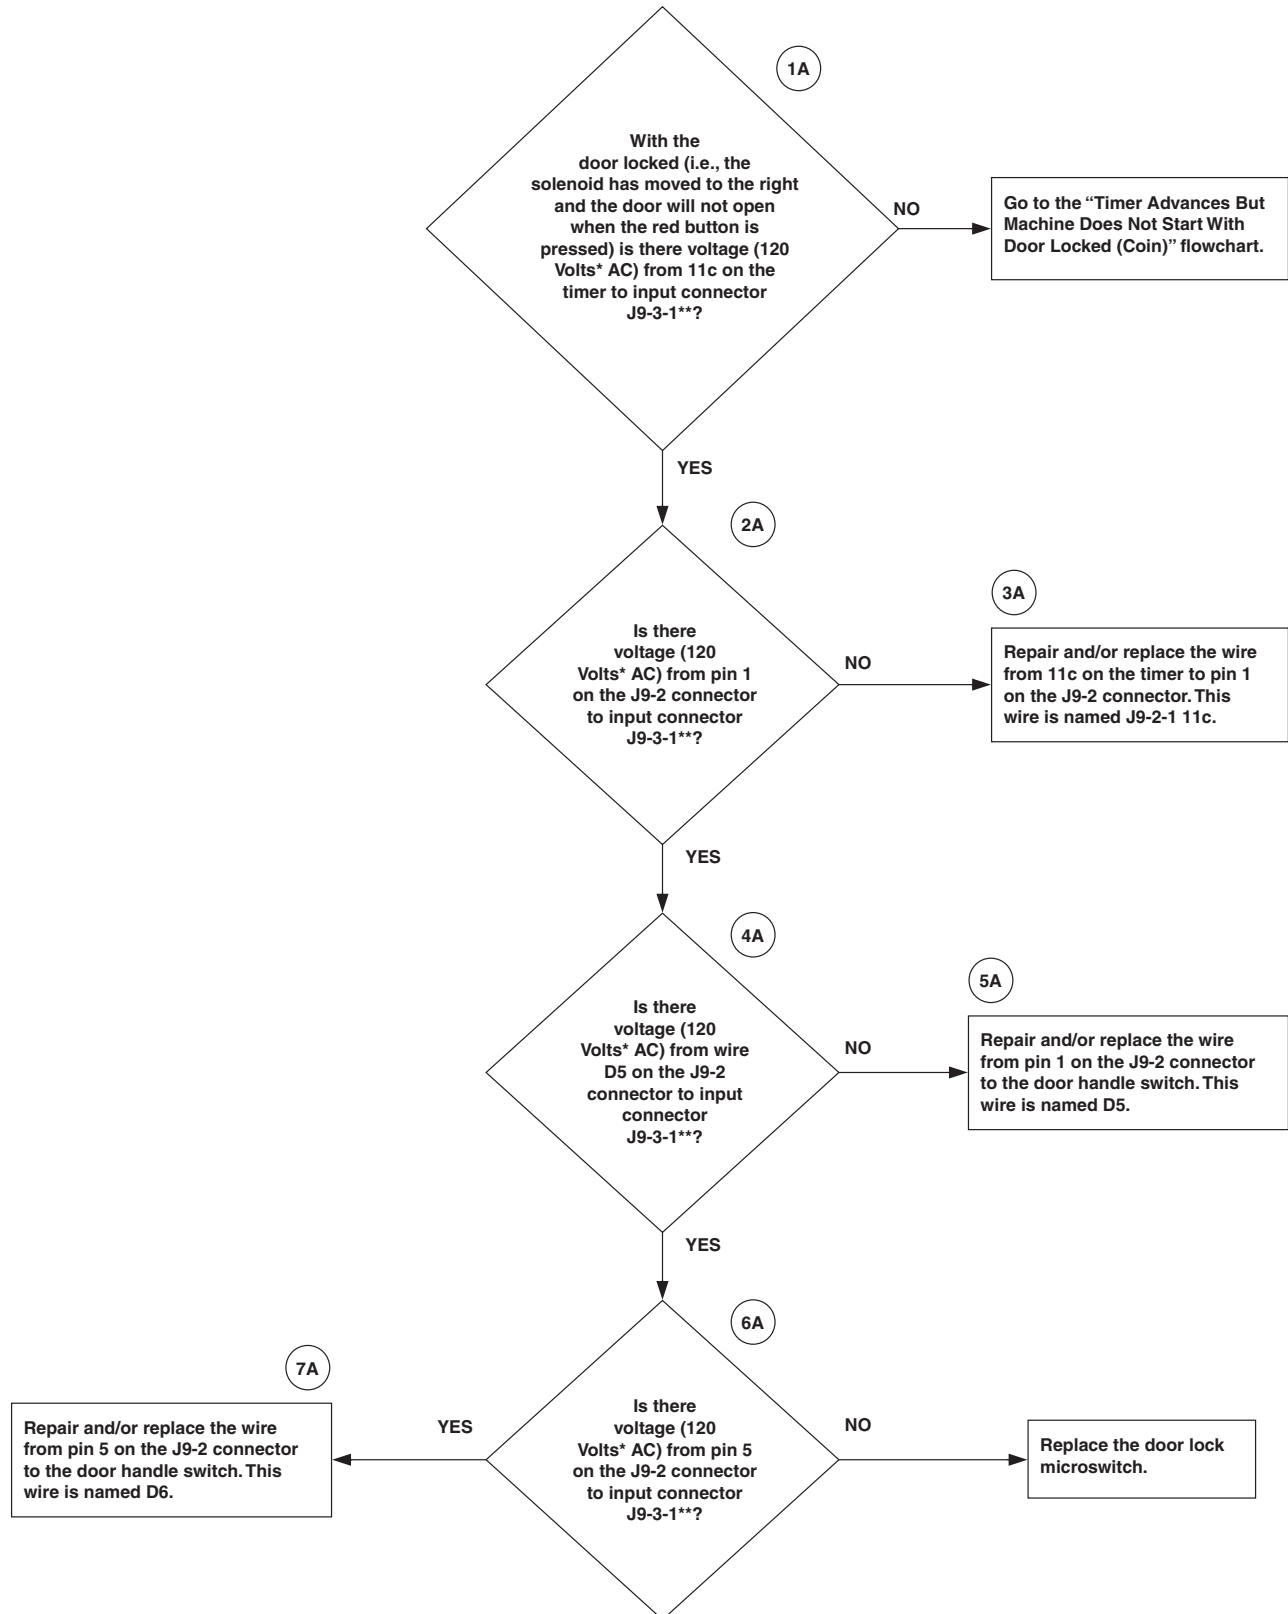 1A
With the
door locked (i.e., the
solenoid has moved to the right
and the door will not open
when the red button is
pressed) is there voltage (120
Volts* AC) from 11c on the
timer to input connector
J9-3-1**?
NO
Go to the “Timer Advances But
Machine Does Not Start With
Door Locked (Coin)” flowchart.
YES
2A
Is there
voltage (120
Volts* AC) from pin 1
on the J9-2 connector
to input connector
J9-3-1**?
NO
3A
Repair and/or replace the wire
from 11c on the timer to pin 1
on the J9-2 connector. This
wire is named J9-2-1 11c.
YES
4A
Is there
voltage (120
Volts* AC) from wire
D5 on the J9-2
connector to input
connector
J9-3-1**?
NO
5A
Repair and/or replace the wire
from pin 1 on the J9-2 connector
to the door handle switch. This
wire is named D5.
YES
6A
Is there
voltage (120
Volts* AC) from pin 5
on the J9-2 connector
to input connector
J9-3-1**?
YES
7A
Repair and/or replace the wire
from pin 5 on the J9-2 connector
to the door handle switch. This
wire is named D6.
NO
Replace the door lock
microswitch.